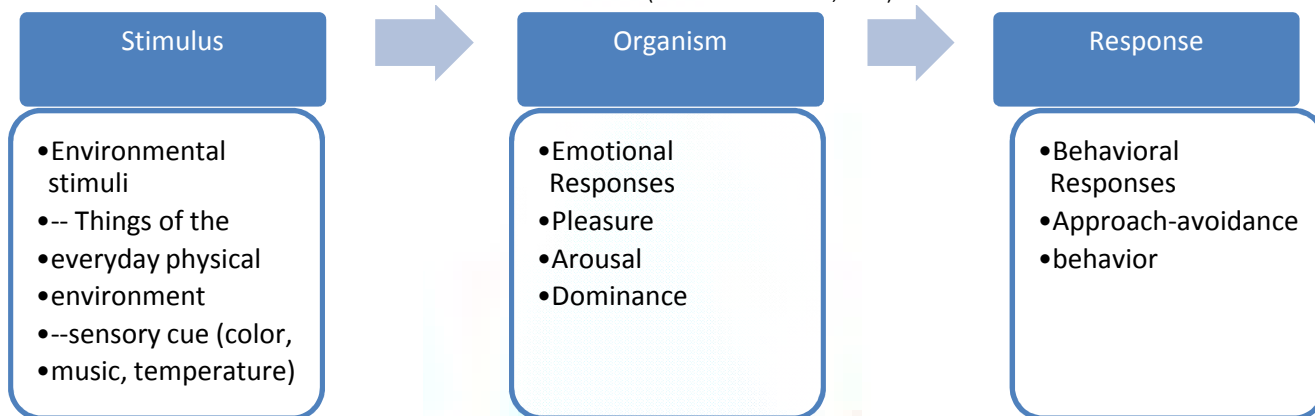 Stimulus
Organism
Response
•Environmental
stimuli
•-- Things of the
•everyday physical
•environment
•--sensory cue (color,
•music, temperature)
•Emotional
Responses
•Pleasure
•Arousal
•Dominance
•Behavioral
Responses
•Approach-avoidance
•behavior